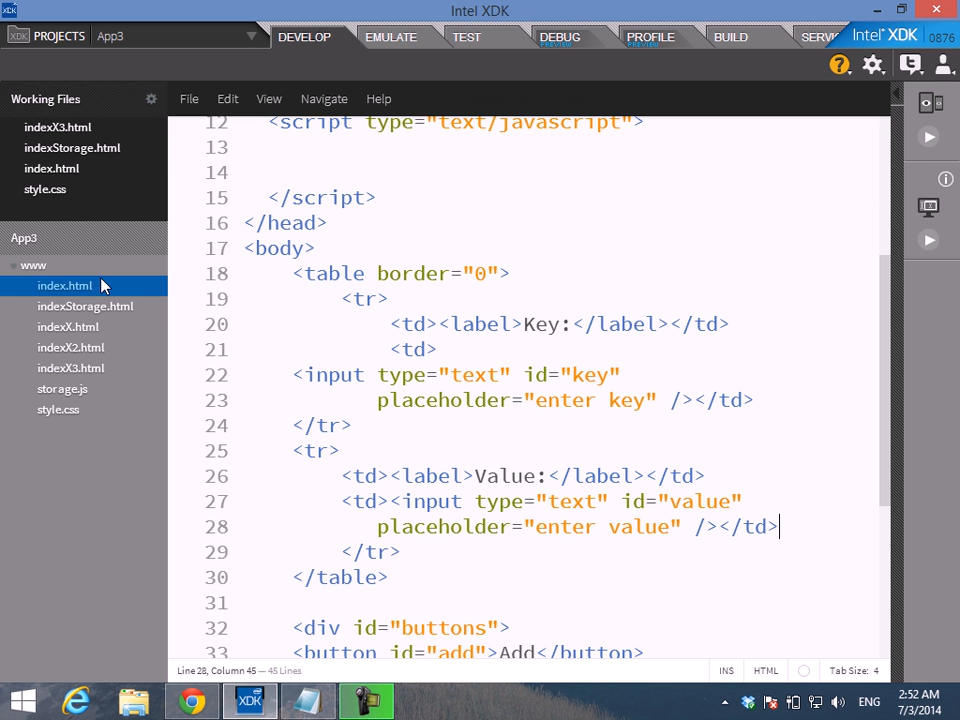 Intel XDK
PROJECTS App3
DEVELOP EMULATE TEST DEBUG PROFILE BUILD SERV
PREVIEW PREVIEW
Intel XDK 0876
Working Files
File Edit View Navigate Help
indexX3.html
indexStorage.html
index.html
style.css
App3
www
index.html
indexStorage.html
indexX.html
indexX2.html
indexX3.html
storage.js
style.css
12 <script type="text/javascript">
13
14
15 </script>
16 </head>
17 <body>
18 <table border="0">
19 <tr>
20 <td><label>Key:</label></td>
21 <td>
22 <input type="text" id="key"
23 placeholder="enter key" /></td>
24 </tr>
25 <tr>
26 <td><label>Value:</label></td>
27 <td><input type="text" id="value"
28 placeholder="enter value" /></td>
29 </tr>
30 </table>
31
32 <div id="buttons">
33 <button id="add">Add</button>
Line 28, Column 45 — 45 Lines
INS HTML Tab Size: 4
XDK
ENG
2:52 AM
7/3/2014